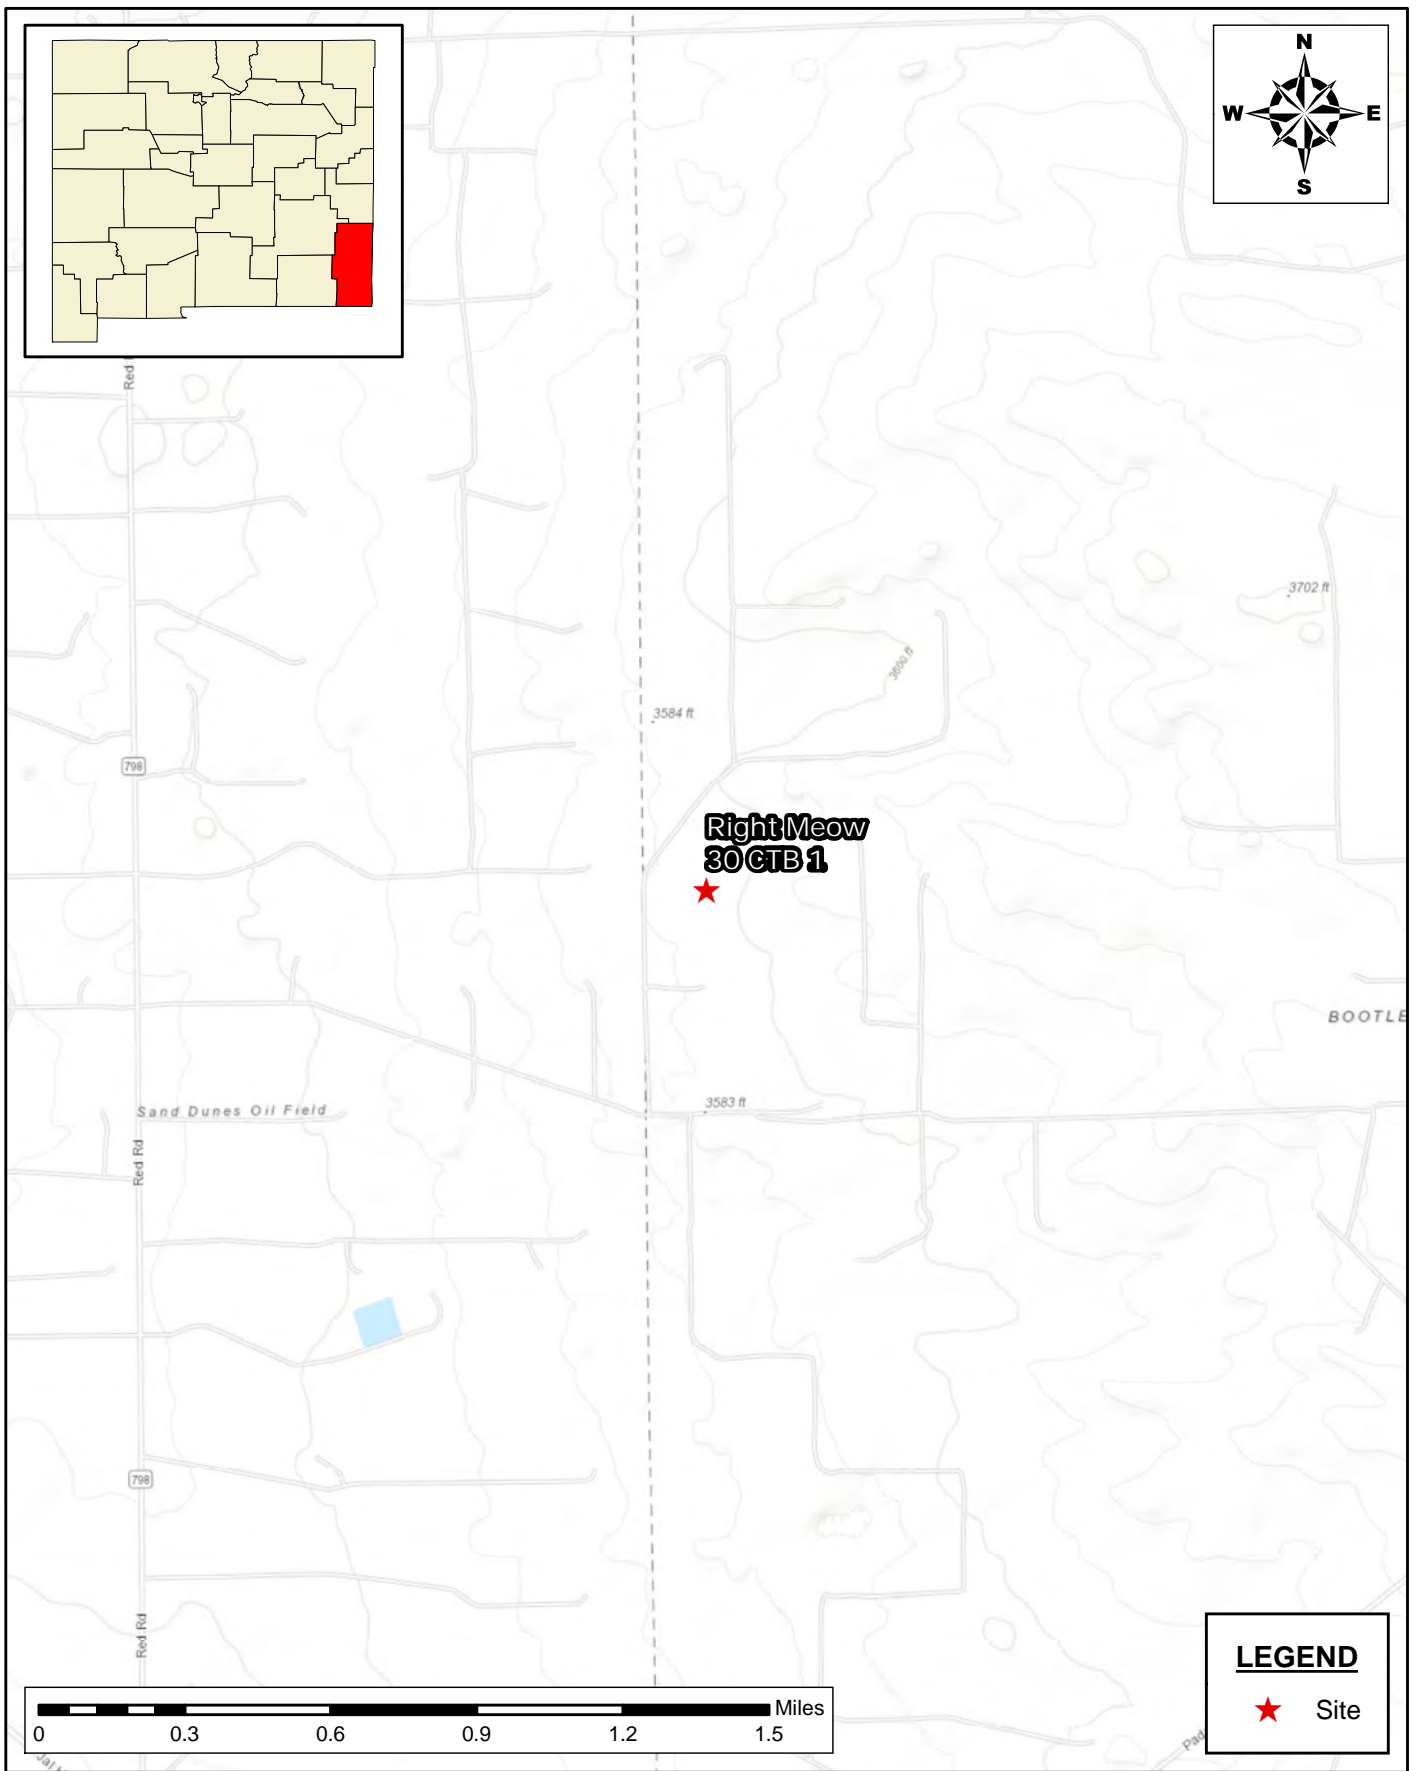 N
W E
S
Red
3702 ft
3600 ft
3584 ft
798
Right Meow
30 CTB 1
BOOTLE
3583 ft
Sand Dunes Oil Field
Red Rd
798
Red Rd
LEGEND
Site
Miles
0 0.3 0.6 0.9 1.2 1.5
Jal
Pad